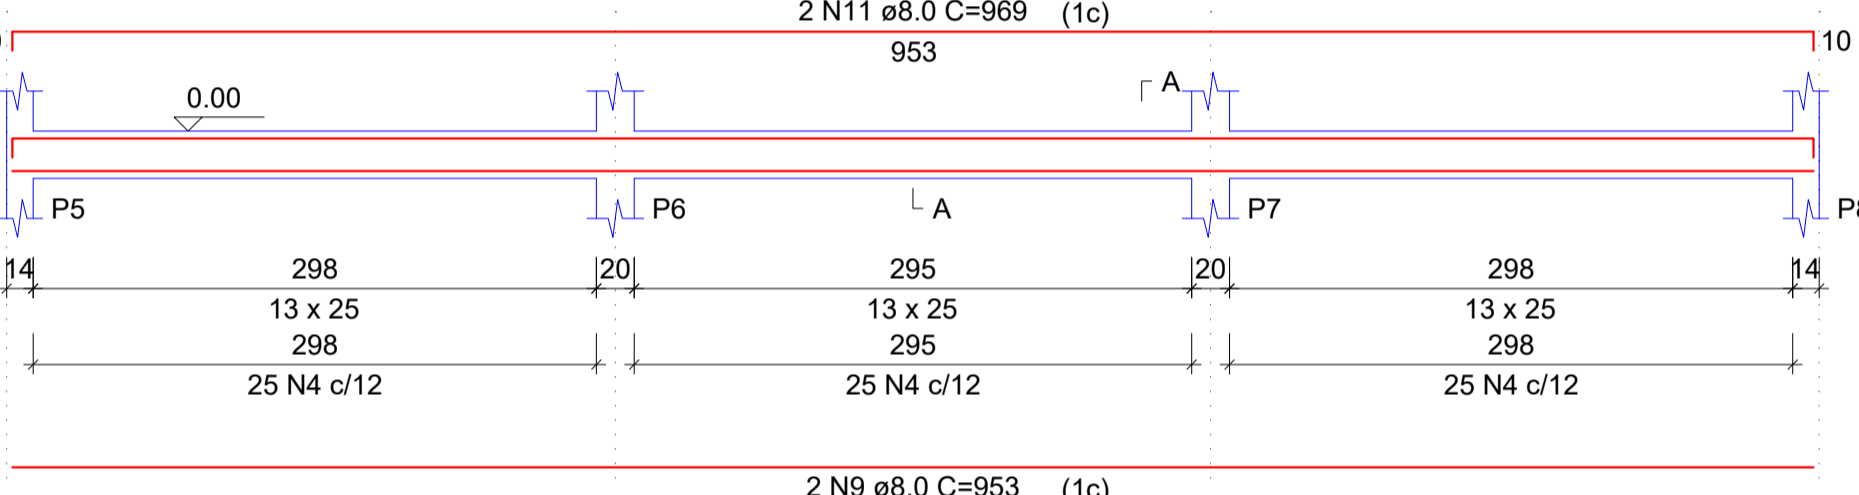 2 N11 ø8.0 C=969 (1c)
953
10
A
0.00
P5 P6 A P7
14 298 20 295 20 298 14
13 x 25 13 x 25 13 x 25
298 295 298
25 N4 c/12 25 N4 c/12 25 N4 c/12
2 N9 ø8.0 C=953 (1c)